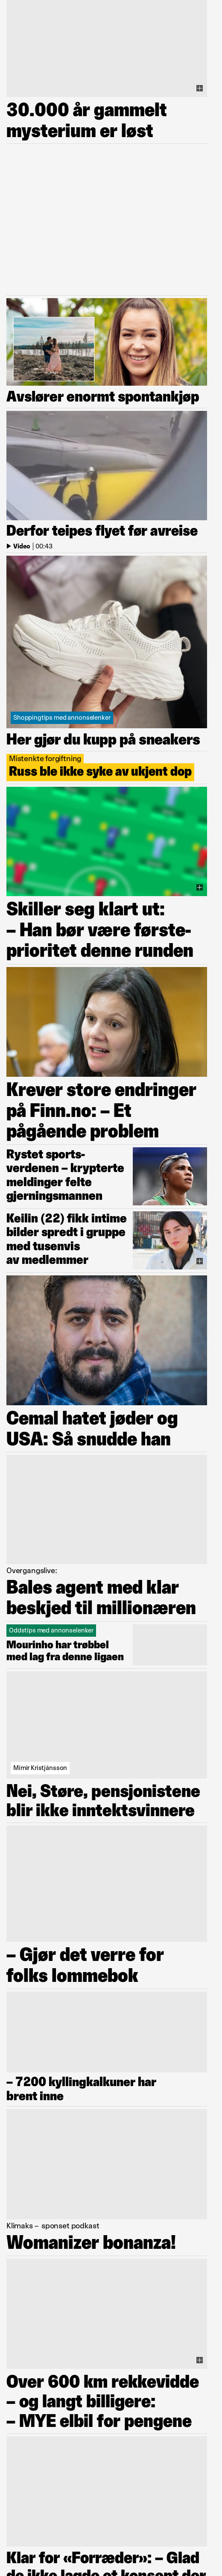 30.000 år gammelt
mysterium er løst
Avslører enormt spontankjøp
Derfor teipes flyet før avreise
Video | 00:43
Shoppingtips med annonselenker
Her gjør du kupp på sneakers
Mistenkte forgiftning
Russ ble ikke syke av ukjent dop
Skiller seg klart ut:
– Han bør være første-
prioritet denne runden
Krever store endringer
på Finn.no: – Et
pågående problem
Rystet sports-
verdenen – krypterte
meldinger felte
gjerningsmannen
Keilin (22) fikk intime
bilder spredt i gruppe
med tusenvis
av medlemmer
Cemal hatet jøder og
USA: Så snudde han
Overgangslive:
Bales agent med klar
beskjed til millionæren
Oddstips med annonselenker
Mourinho har trøbbel
med lag fra denne ligaen
Mímir Kristjánsson
Nei, Støre, pensjonistene
blir ikke inntektsvinnere
– Gjør det verre for
folks lommebok
– 7200 kyllingkalkuner har
brent inne
Klimaks – sponset podkast
Womanizer bonanza!
Over 600 km rekkevidde
– og langt billigere:
– MYE elbil for pengene
Klar for «Forræder»: – Glad
de ikke lagde et konsept der